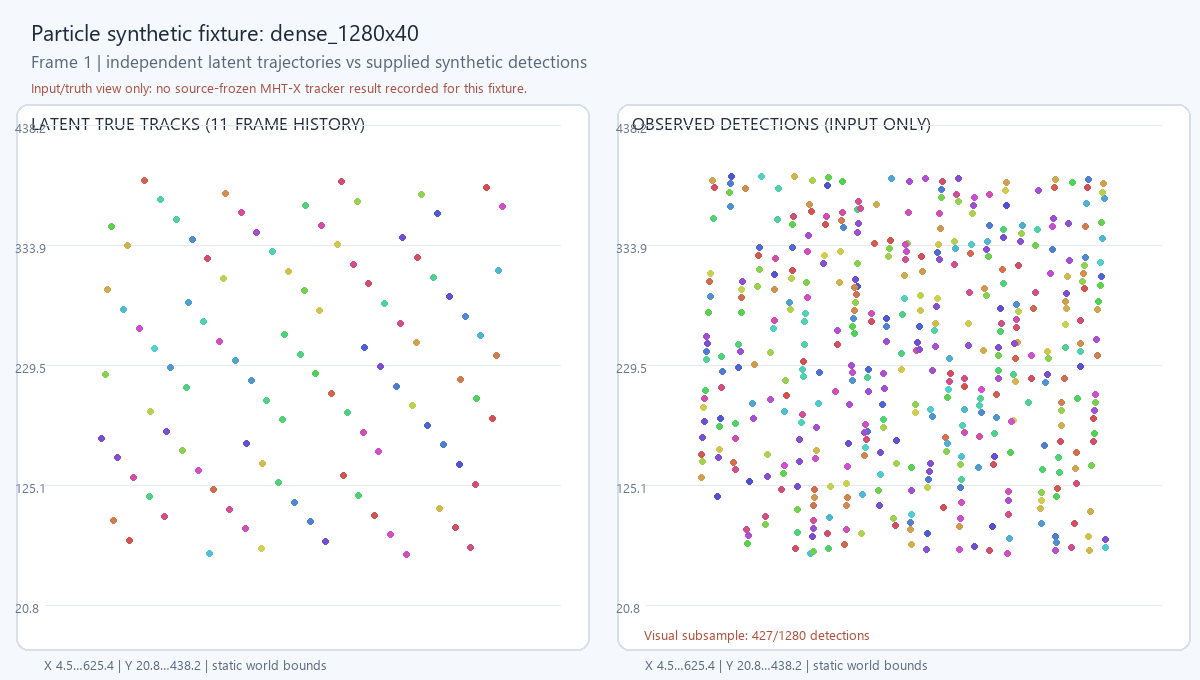 Particle synthetic fixture: dense_1280x40
Frame 1 | independent latent trajectories vs supplied synthetic detections
Input/truth view only: no source-frozen MHT-X tracker result recorded for this fixture.
LATENT TRUE TRACKS (11-FRAME HISTORY)
438.2
333.9
229.5
125.1
20.8
X 4.5...625.4 | Y 20.8...438.2 | static world bounds
OBSERVED DETECTIONS (INPUT ONLY)
438.2
333.9
229.5
125.1
20.8
Visual subsample: 427/1280 detections
X 4.5...625.4 | Y 20.8...438.2 | static world bounds